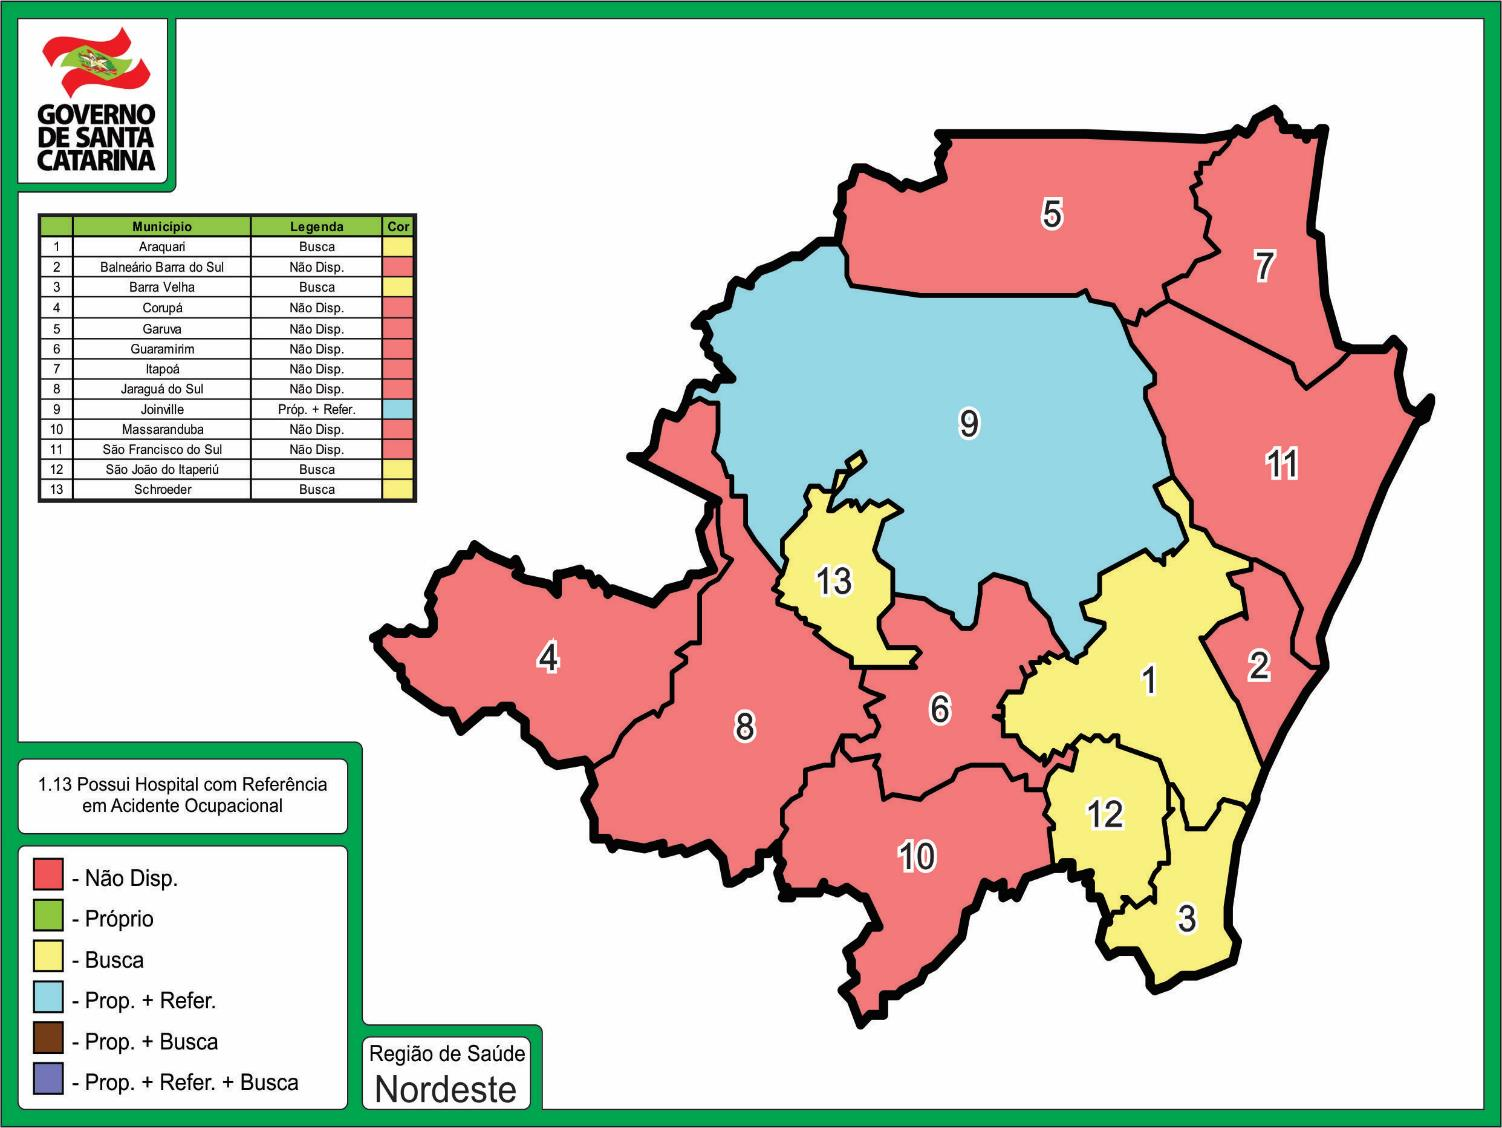 GOVERNO
DE SANTA
CATARINA
Município Legenda Cor
1 Araquari Busca
2 Balneário Barra do Sul Não Disp.
3 Barra Velha Busca
4 Corupá Não Disp.
5 Garuva Não Disp.
6 Guaramirim Não Disp.
7 Itapoá Não Disp.
8 Jaraguá do Sul Não Disp.
9 Joinville Próp. + Refer.
10 Massaranduba Não Disp.
11 São Francisco do Sul Não Disp.
12 São João do Itaperiú Busca
13 Schroeder Busca
5
7
9
11
13
4
8
6
1
2
12
10
3
1.13 Possui Hospital com Referência
em Acidente Ocupacional
- Não Disp.
- Próprio
- Busca
- Prop. + Refer.
- Prop. + Busca
- Prop. + Refer. + Busca
Região de Saúde
Nordeste